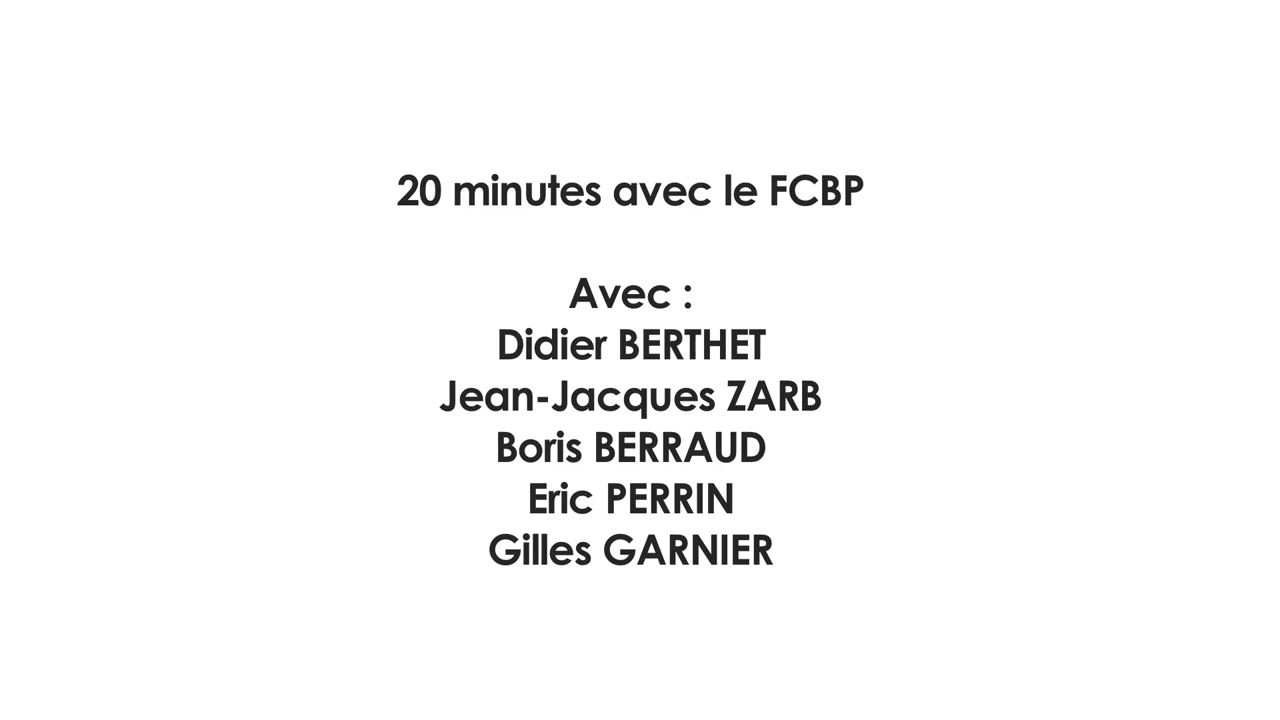 20 minutes avec le FCBP
Avec :
Didier BERTHET
Jean-Jacques ZARB
Boris BERRAUD
Eric PERRIN
Gilles GARNIER